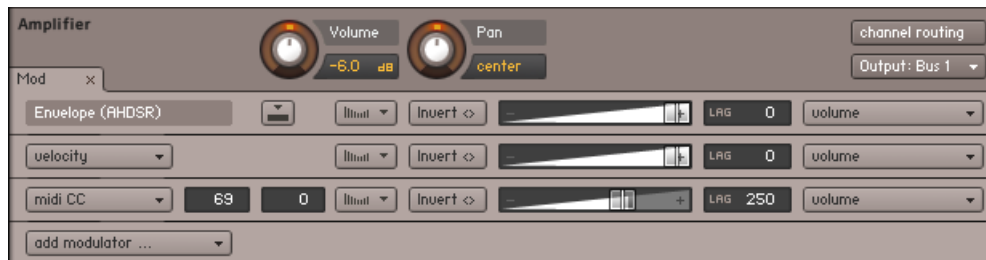 Amplifier
Volume
Pan
channel routing
-6.0 dB
center
Output: Bus 1
Mod x
Envelope (AHDSR) Invert <> - + LAG 0 volume
velocity Invert <> - + LAG 0 volume
midi CC 69 0 Invert <> - + LAG 250 volume
add modulator ...